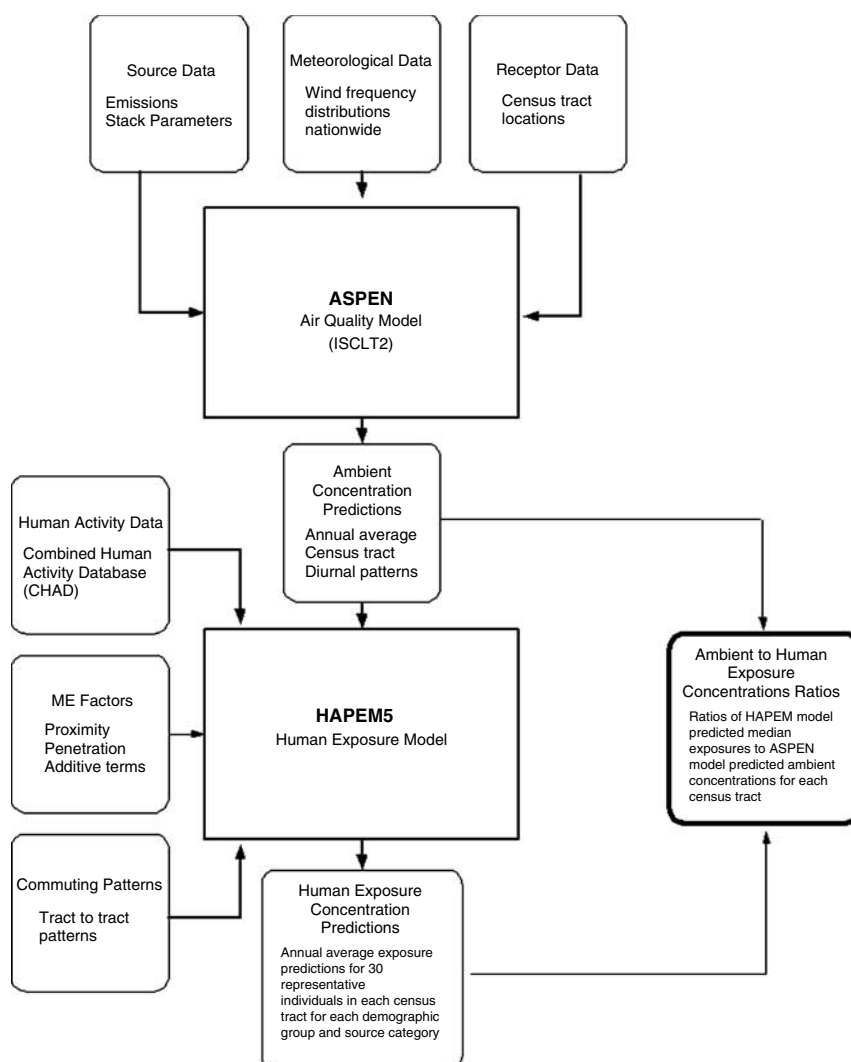 Source Data
Emissions
Stack Parameters
Meteorological Data
Wind frequency
distributions
nationwide
Receptor Data
Census tract
locations
ASPEN
Air Quality Model
(ISCLT2)
Ambient
Concentration
Predictions
Annual average
Census tract
Diurnal patterns
Human Activity Data
Combined Human
Activity Database
(CHAD)
ME Factors
Proximity
Penetration
Additive terms
HAPEM5
Human Exposure Model
Ambient to Human
Exposure
Concentrations Ratios
Ratios of HAPEM model
predicted median
exposures to ASPEN
model predicted ambient
concentrations for each
census tract
Commuting Patterns
Tract to tract
patterns
Human Exposure
Concentration
Predictions
Annual average exposure
predictions for 30
representative
individuals in each census
tract for each demographic
group and source category